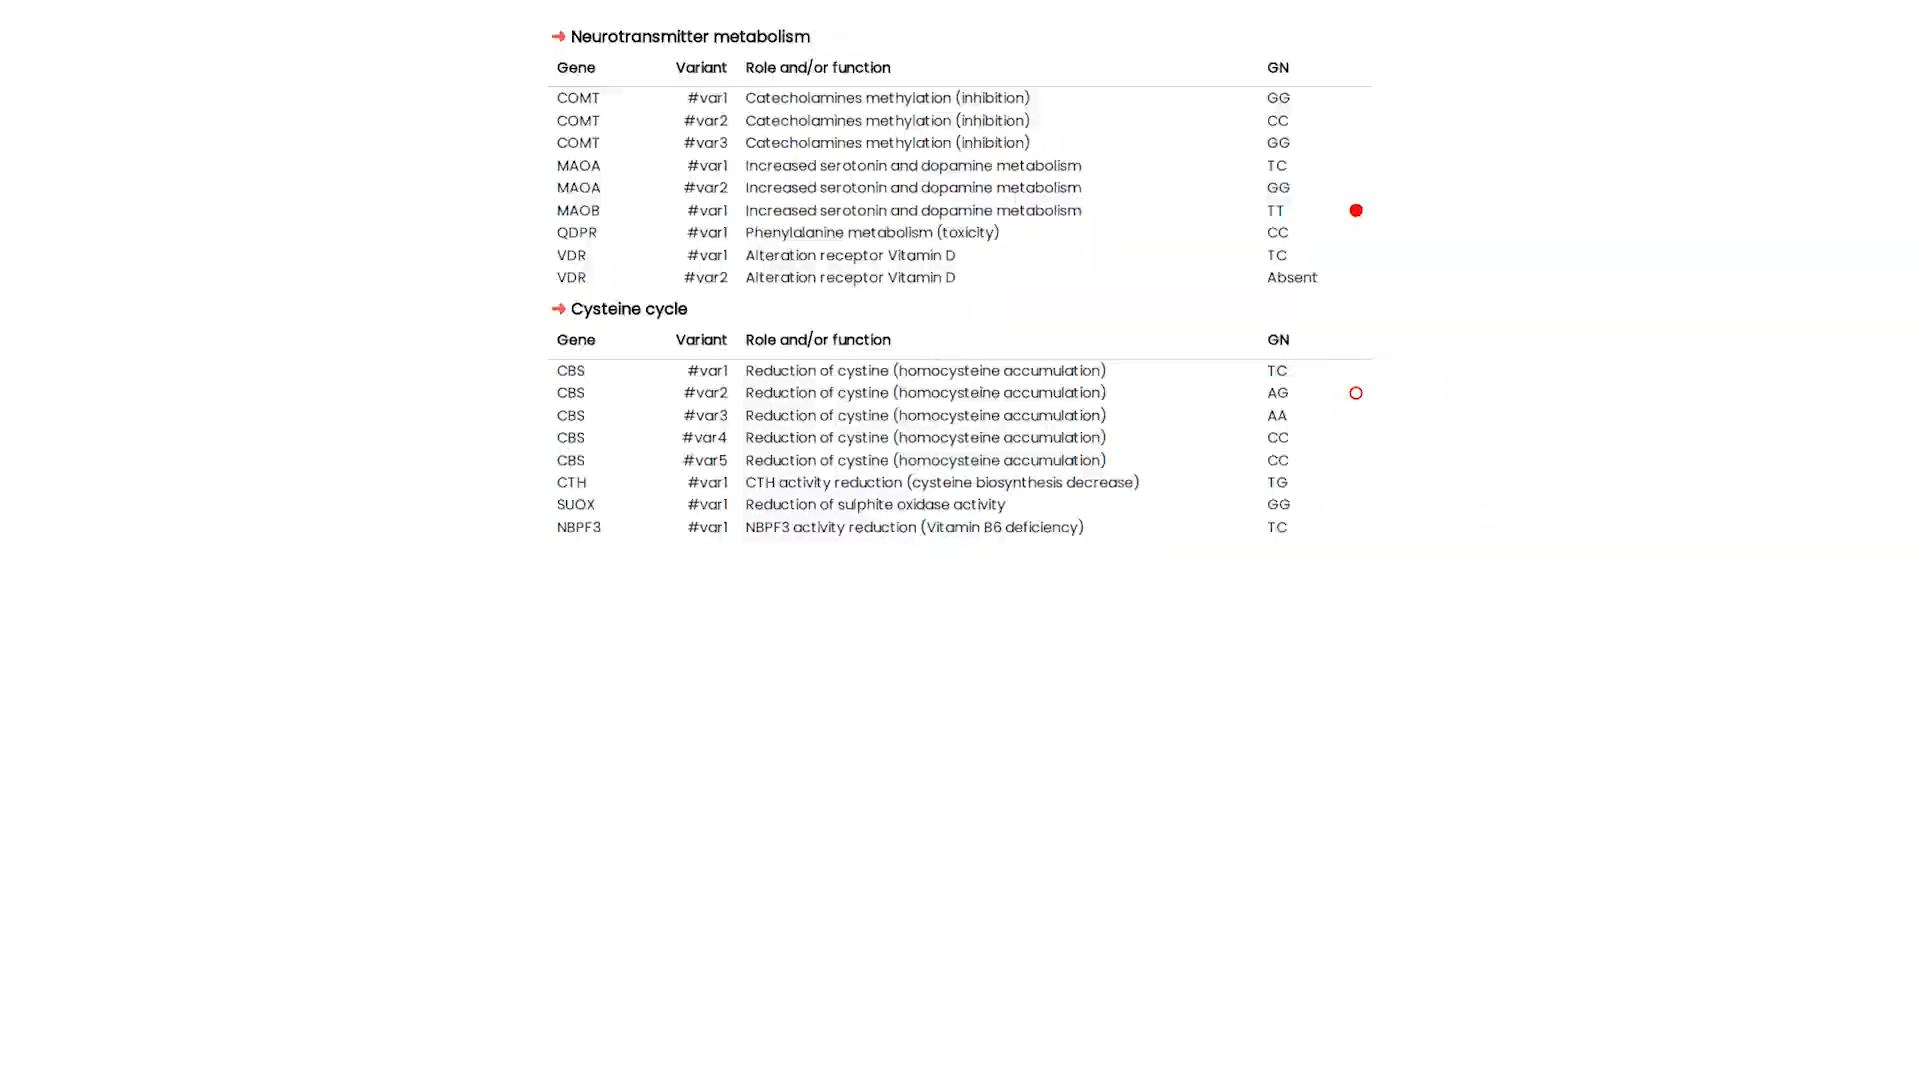 Neurotransmitter metabolism
Gene Variant Role and/or function GN
COMT #var1 Catecholamines methylation (inhibition) GG
COMT #var2 Catecholamines methylation (inhibition) CC
COMT #var3 Catecholamines methylation (inhibition) GG
MAOA #var1 Increased serotonin and dopamine metabolism TC
MAOA #var2 Increased serotonin and dopamine metabolism GG
MAOB #var1 Increased serotonin and dopamine metabolism TT
QDPR #var1 Phenylalanine metabolism (toxicity) CC
VDR #var1 Alteration receptor Vitamin D TC
VDR #var2 Alteration receptor Vitamin D Absent
Cysteine cycle
Gene Variant Role and/or function GN
CBS #var1 Reduction of cystine (homocysteine accumulation) TC
CBS #var2 Reduction of cystine (homocysteine accumulation) AG
CBS #var3 Reduction of cystine (homocysteine accumulation) AA
CBS #var4 Reduction of cystine (homocysteine accumulation) CC
CBS #var5 Reduction of cystine (homocysteine accumulation) CC
CTH #var1 CTH activity reduction (cysteine biosynthesis decrease) TG
SUOX #var1 Reduction of sulphite oxidase activity GG
NBPF3 #var1 NBPF3 activity reduction (Vitamin B6 deficiency) TC